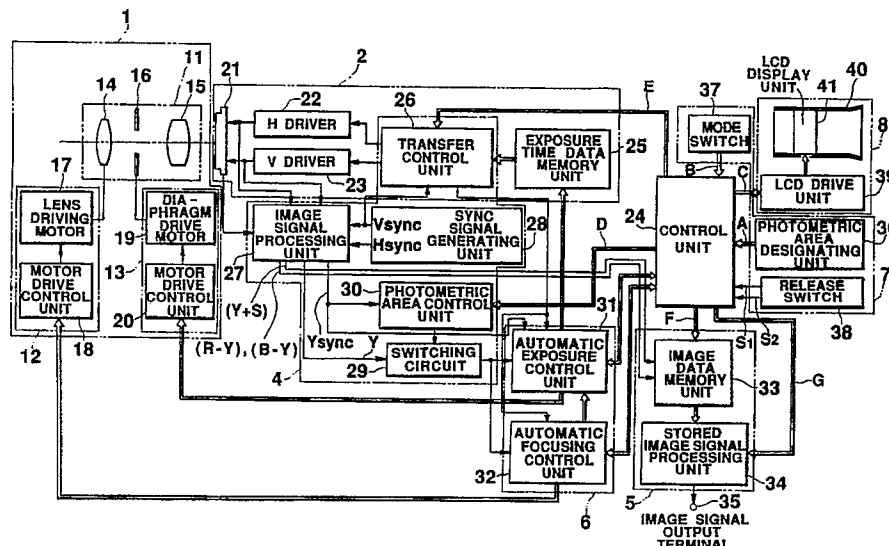 1
2
11
16
14
15
21
22
H DRIVER
V DRIVER
23
26
TRANSFER
CONTROL
UNIT
EXPOSURE
TIME DATA
MEMORY
UNIT
25
E
37
MODE
SWITCH
B
C
LCD
DISPLAY
UNIT
41
40
8
LCD DRIVE
UNIT
39
17
LENS
DRIVING
MOTOR
DIA-
PHRAGM
DRIVE
MOTOR
19
13
MOTOR
DRIVE
CONTROL
UNIT
MOTOR
DRIVE
CONTROL
UNIT
20
12
18
IMAGE
SIGNAL
PROCESSING
UNIT
27
Vsync
Hsync
SYNC
SIGNAL
GENERATING
UNIT
28
D
24
CONTROL
UNIT
A
PHOTOMETRIC
AREA
DESIGNATING
UNIT
7
RELEASE
SWITCH
38
S1
S2
(Y+S)
(R-Y),(B-Y)
Ysync
30
PHOTOMETRIC
AREA CONTROL
UNIT
Y
4
SWITCHING
CIRCUIT
29
31
AUTOMATIC
EXPOSURE
CONTROL
UNIT
AUTOMATIC
FOCUSING
CONTROL
UNIT
32
6
F
IMAGE
DATA
MEMORY
UNIT
33
G
STORED
IMAGE SIGNAL
PROCESSING
UNIT
34
5
35
IMAGE SIGNAL
OUTPUT
TERMINAL